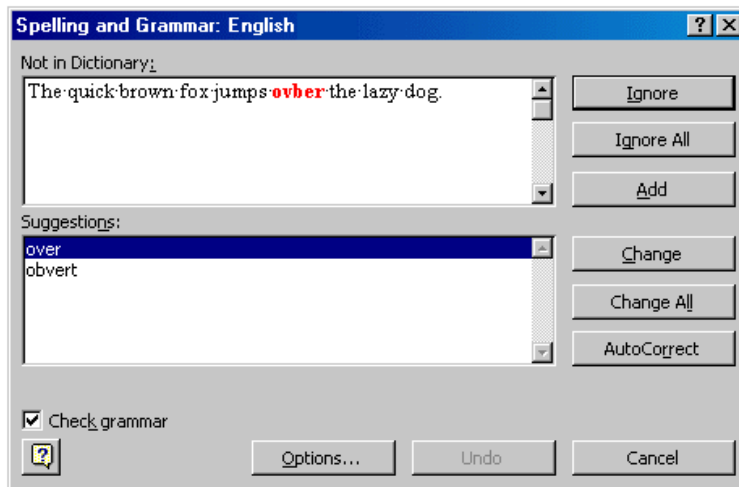 Spelling and Grammar: English
Not in Dictionary:
The·quick·brown·fox·jumps·ovber·the·lazy·dog.
Ignore
Ignore All
Add
Suggestions:
over
obvert
Change
Change All
AutoCorrect
Check grammar
Options...
Undo
Cancel